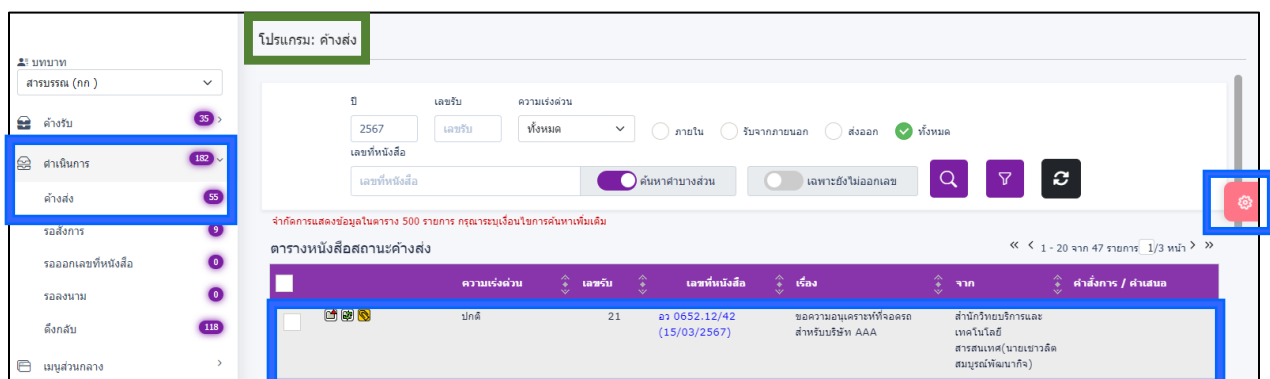 โปรแกรม: ค้างส่ง
บทบาท
สารบรรณ (กก )
ค้างรับ 35
ดำเนินการ 182
ค้างส่ง 55
รอสั่งการ 9
รอออกเลขที่หนังสือ 0
รอลงนาม 0
ดึงกลับ 118
เมนูส่วนกลาง
ปี เลขรับ ความเร่งด่วน
2567 เลขรับ ทั้งหมด ภายใน รับจากภายนอก ส่งออก ทั้งหมด
เลขที่หนังสือ
เลขที่หนังสือ ค้นหาคำบางส่วน เฉพาะยังไม่ออกเลข
จำกัดการแสดงข้อมูลในตาราง 500 รายการ กรุณาระบุเงื่อนไขการค้นหาเพิ่มเติม
ตารางหนังสือสถานะค้างส่ง « < 1 - 20 จาก 47 รายการ 1/3 หน้า > »
ความเร่งด่วน เลขรับ เลขที่หนังสือ เรื่อง จาก คำสั่งการ / คำเสนอ
ปกติ 21 อว 0652.12/42 ขอความอนุเคราะห์ที่จอดรถ สำนักวิทยบริการและ
(15/03/2567) สำหรับบริษัท AAA เทคโนโลยี
สารสนเทศ(นายเชาวลิต
สมบูรณ์พัฒนากิจ)